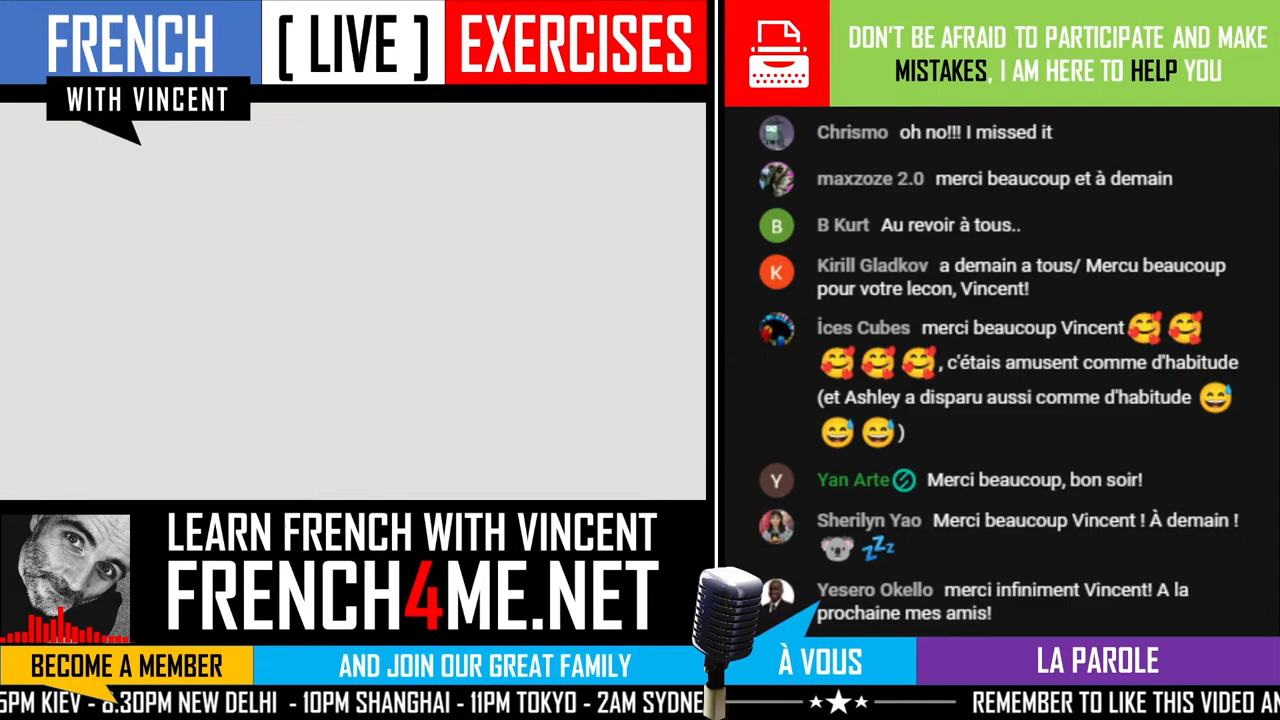 FRENCH
[ LIVE ]
EXERCISES
WITH VINCENT
DON'T BE AFRAID TO PARTICIPATE AND MAKE
MISTAKES, I AM HERE TO HELP YOU
Chrismo oh no!!! I missed it
maxzoze 2.0 merci beaucoup et à demain
B
B Kurt Au revoir à tous..
K
Kirill Gladkov a demain a tous/ Mercu beaucoup
pour votre lecon, Vincent!
İces Cubes merci beaucoup Vincent 🥰 🥰
🥰 🥰 🥰 , c'étais amusent comme d'habitude
(et Ashley a disparu aussi comme d'habitude 😅
😅 😅 )
Y
Yan Arte Merci beaucoup, bon soir!
Sherilyn Yao Merci beaucoup Vincent ! À demain !
🐨 💤
Yesero Okello merci infiniment Vincent! A la
prochaine mes amis!
LEARN FRENCH WITH VINCENT
FRENCH4ME.NET
BECOME A MEMBER
AND JOIN OUR GREAT FAMILY
À VOUS
LA PAROLE
5PM KIEV - 8.30PM NEW DELHI - 10PM SHANGHAI - 11PM TOKYO - 2AM SYDNE
REMEMBER TO LIKE THIS VIDEO AN